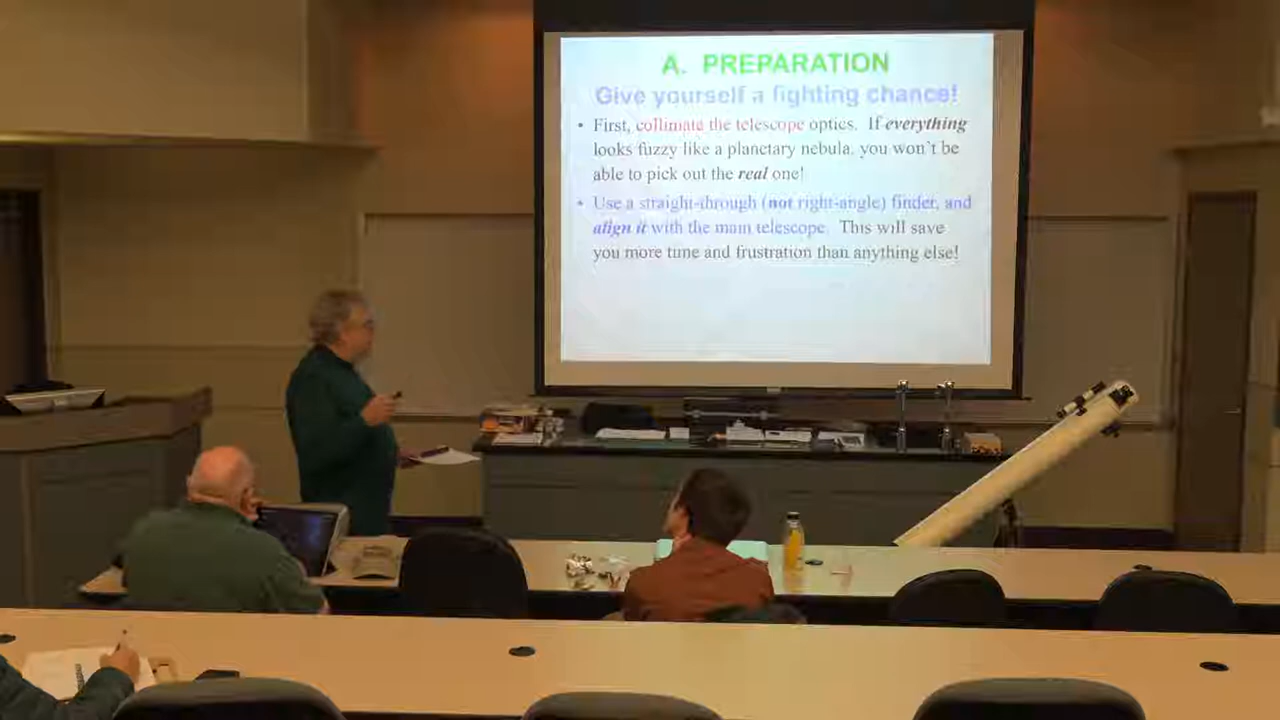 A. PREPARATION
Give yourself a fighting chance!
• First, collimate the telescope optics. If everything
looks fuzzy like a planetary nebula, you won't be
able to pick out the real one!
• Use a straight-through (not right-angle) finder, and
align it with the main telescope. This will save
you more time and frustration than anything else!